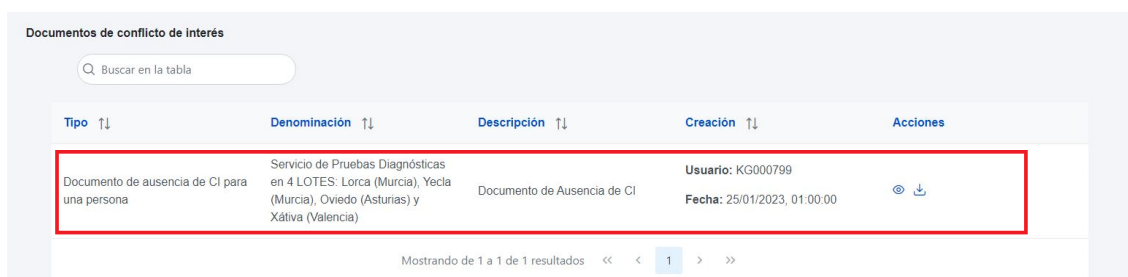 Documentos de conflicto de interés
Buscar en la tabla
Tipo
Denominación
Descripción
Creación
Acciones
Documento de ausencia de CI para
una persona
Servicio de Pruebas Diagnósticas
en 4 LOTES: Lorca (Murcia), Yecla
(Murcia), Oviedo (Asturias) y
Xátiva (Valencia)
Documento de Ausencia de CI
Usuario: KG000799
Fecha: 25/01/2023, 01:00:00
Mostrando de 1 a 1 de 1 resultados << < 1 > >>